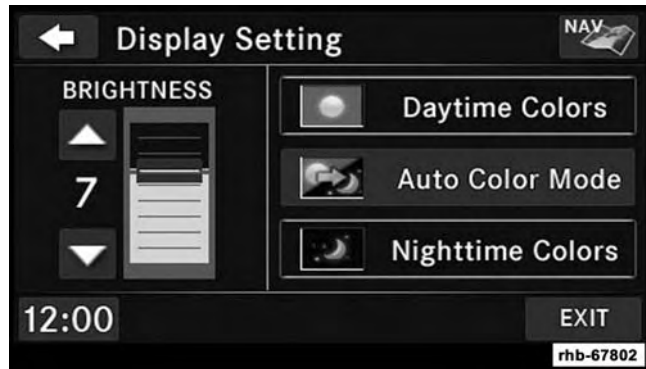 Display Setting
NAV
BRIGHTNESS
7
Daytime Colors
Auto Color Mode
Nighttime Colors
12:00
EXIT
rhb-67802